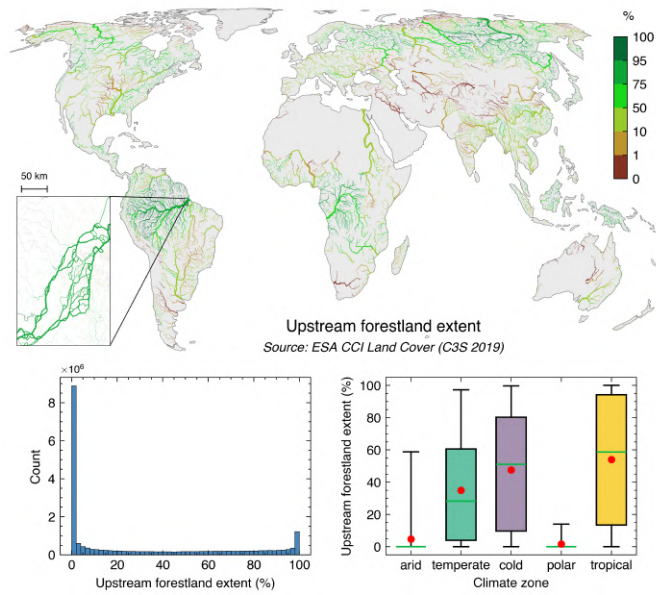 %
100
95
75
50
10
1
0
50 km
Upstream forestland extent
Source: ESA CCI Land Cover (C3S 2019)
×10⁶
8
6
4
2
0
Count
0 20 40 60 80 100
Upstream forestland extent (%)
100
80
60
40
20
0
Upstream forestland extent (%)
arid temperate cold polar tropical
Climate zone